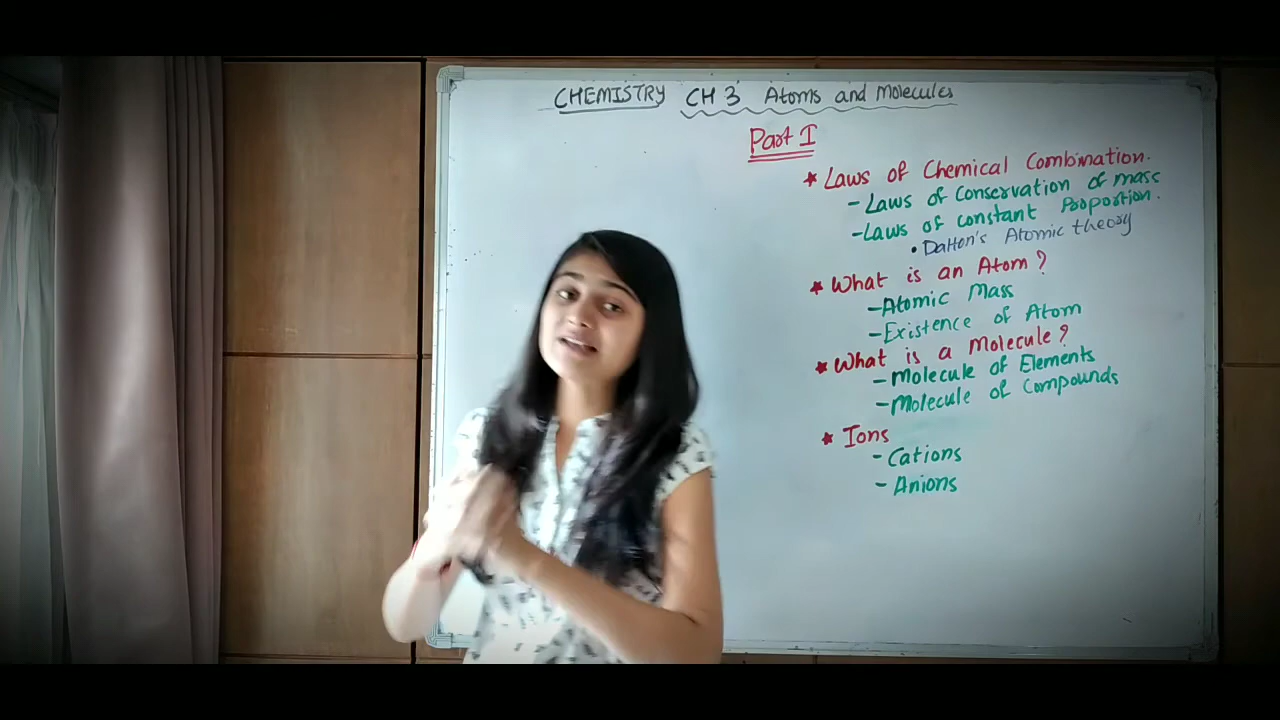 CHEMISTRY CH 3 Atoms and Molecules
Part I
* Laws of Chemical Combination.
- Laws of Conservation of mass
- Laws of constant Proportion.
• Dalton's Atomic theory
* What is an Atom?
- Atomic Mass
- Existence of Atom
* What is a Molecule?
- Molecule of Elements
- Molecule of Compounds
* Ions
- Cations
- Anions